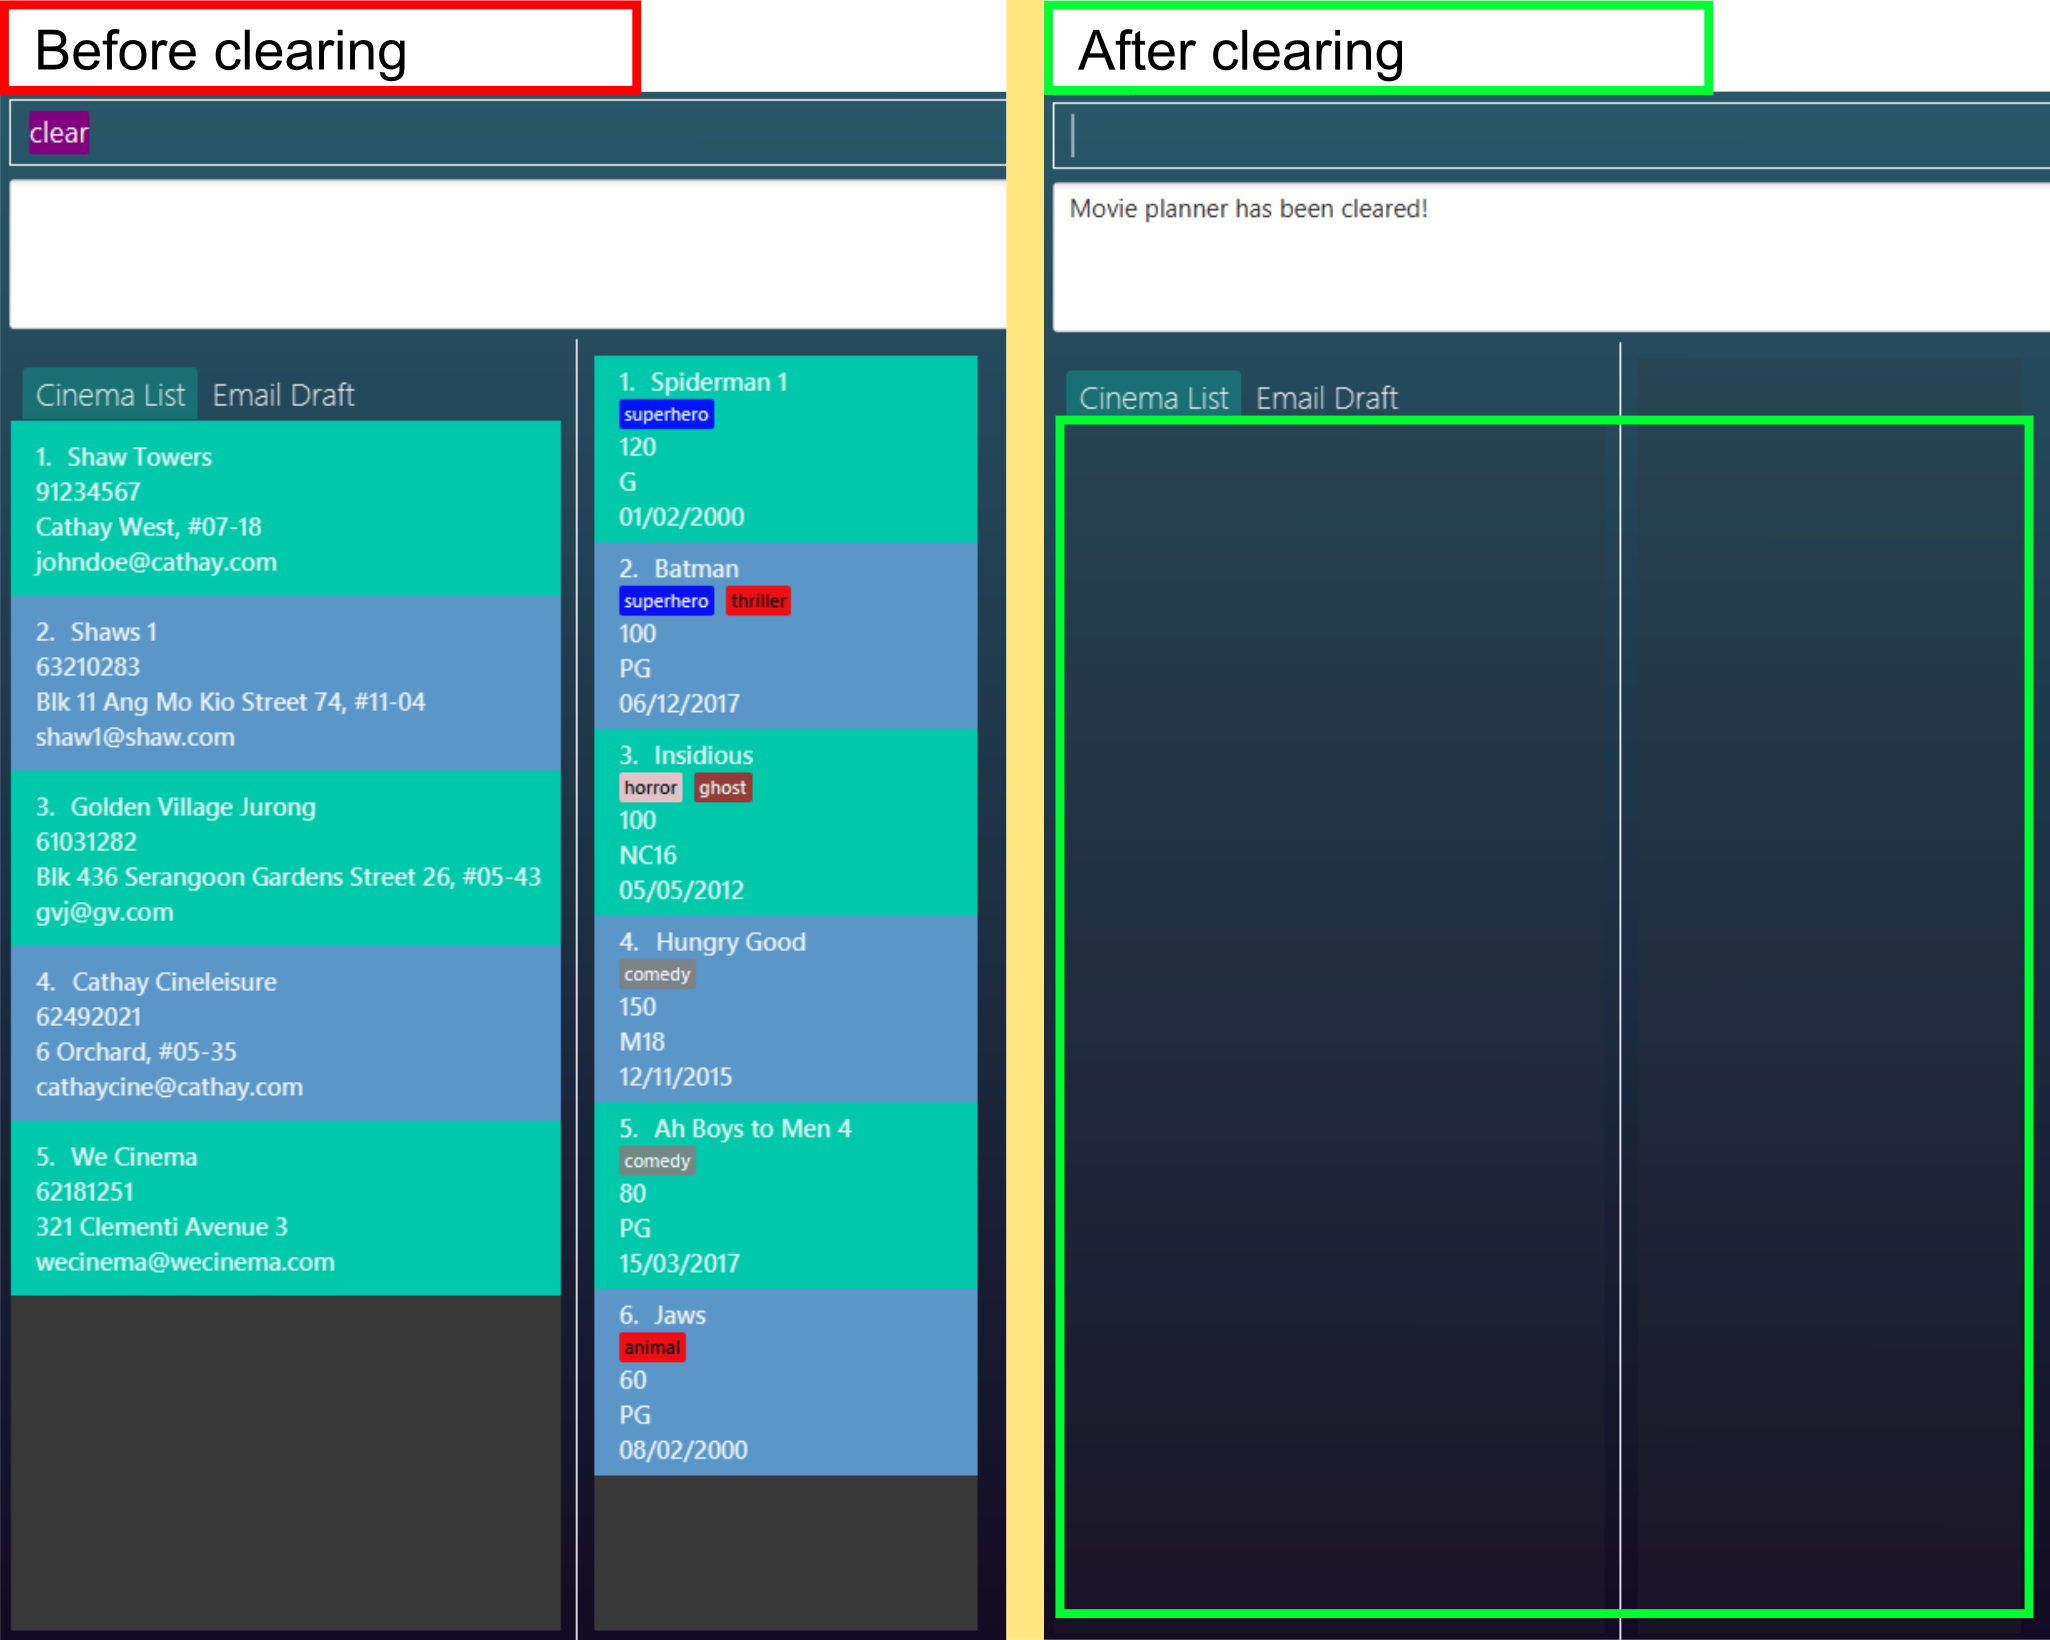 Before clearing
clear
Cinema List Email Draft
1. Shaw Towers
91234567
Cathay West, #07-18
johndoe@cathay.com
2. Shaws 1
63210283
Blk 11 Ang Mo Kio Street 74, #11-04
shaw1@shaw.com
3. Golden Village Jurong
61031282
Blk 436 Serangoon Gardens Street 26, #05-43
gvj@gv.com
4. Cathay Cineleisure
62492021
6 Orchard, #05-35
cathaycine@cathay.com
5. We Cinema
62181251
321 Clementi Avenue 3
wecinema@wecinema.com
1. Spiderman 1
superhero
120
G
01/02/2000
2. Batman
superhero thriller
100
PG
06/12/2017
3. Insidious
horror ghost
100
NC16
05/05/2012
4. Hungry Good
comedy
150
M18
12/11/2015
5. Ah Boys to Men 4
comedy
80
PG
15/03/2017
6. Jaws
animal
60
PG
08/02/2000
After clearing
Movie planner has been cleared!
Cinema List Email Draft